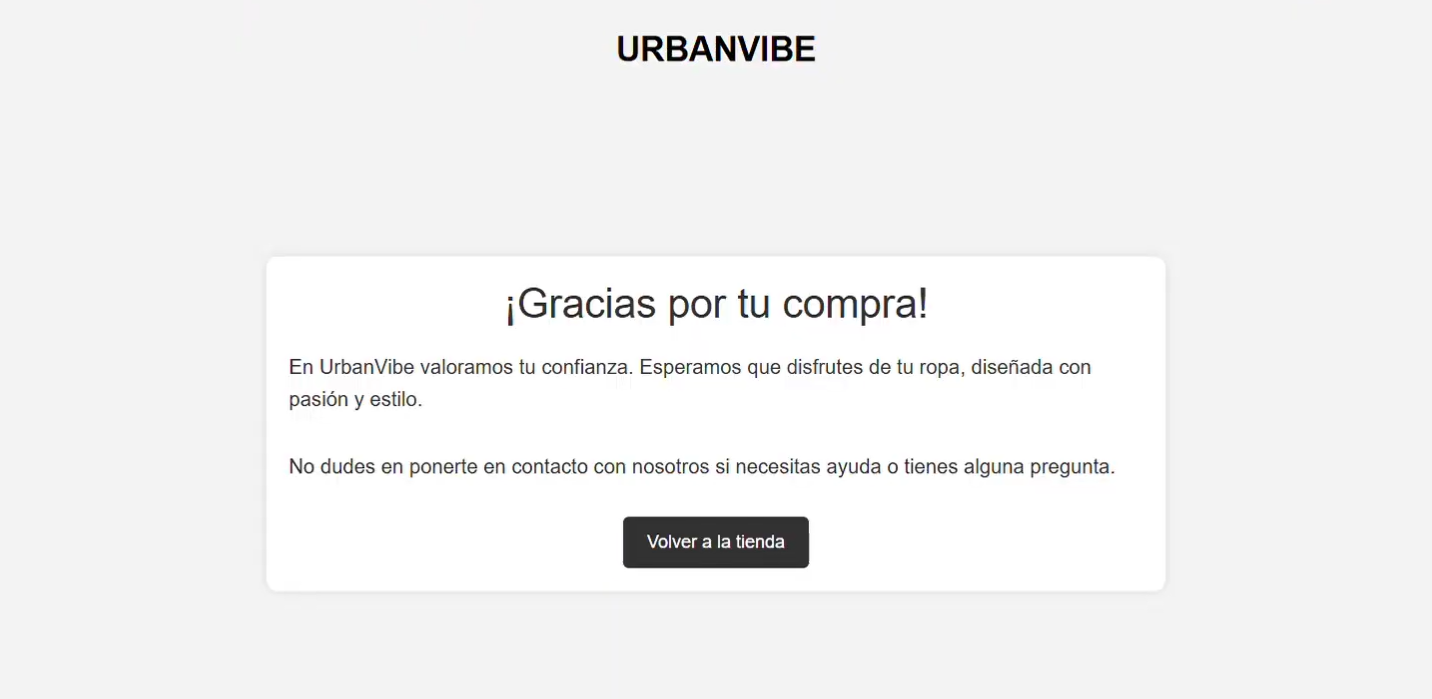 URBANVIBE
¡Gracias por tu compra!
En UrbanVibe valoramos tu confianza. Esperamos que disfrutes de tu ropa, diseñada con
pasión y estilo.
No dudes en ponerte en contacto con nosotros si necesitas ayuda o tienes alguna pregunta.
Volver a la tienda